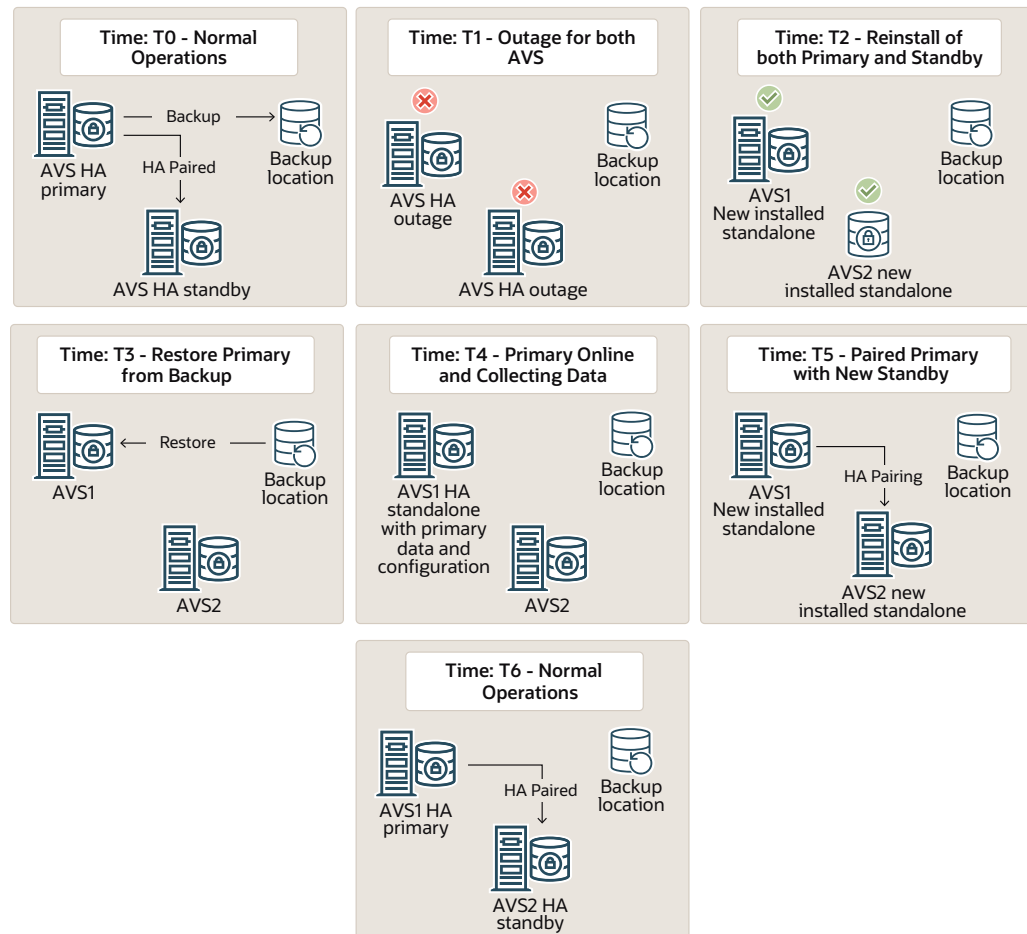 Time: T0 - Normal
Operations
Backup
HA Paired
AVS HA
primary
Backup
location
AVS HA standby
Time: T1 - Outage for both
AVS
AVS HA
outage
Backup
location
AVS HA outage
Time: T2 - Reinstall of
both Primary and Standby
AVS1
New installed
standalone
Backup
location
AVS2 new
installed standalone
Time: T3 - Restore Primary
from Backup
Restore
AVS1
Backup
location
AVS2
Time: T4 - Primary Online
and Collecting Data
AVS1 HA
standalone
with primary
data and
configuration
Backup
location
AVS2
Time: T5 - Paired Primary
with New Standby
HA Pairing
AVS1
New installed
standalone
Backup
location
AVS2 new
installed standalone
Time: T6 - Normal
Operations
HA Paired
AVS1 HA
primary
Backup
location
AVS2 HA
standby